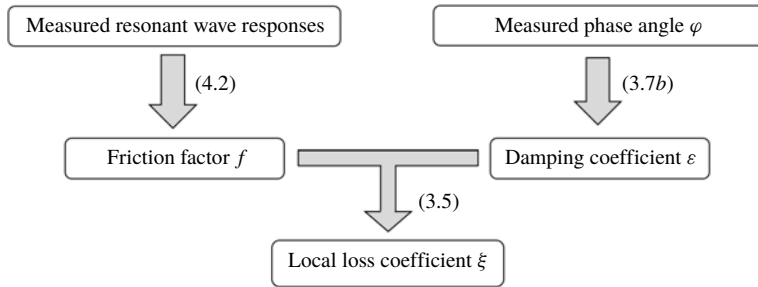 Measured resonant wave responses
Measured phase angle φ
(4.2)
(3.7b)
Friction factor f
Damping coefficient ε
(3.5)
Local loss coefficient ξ